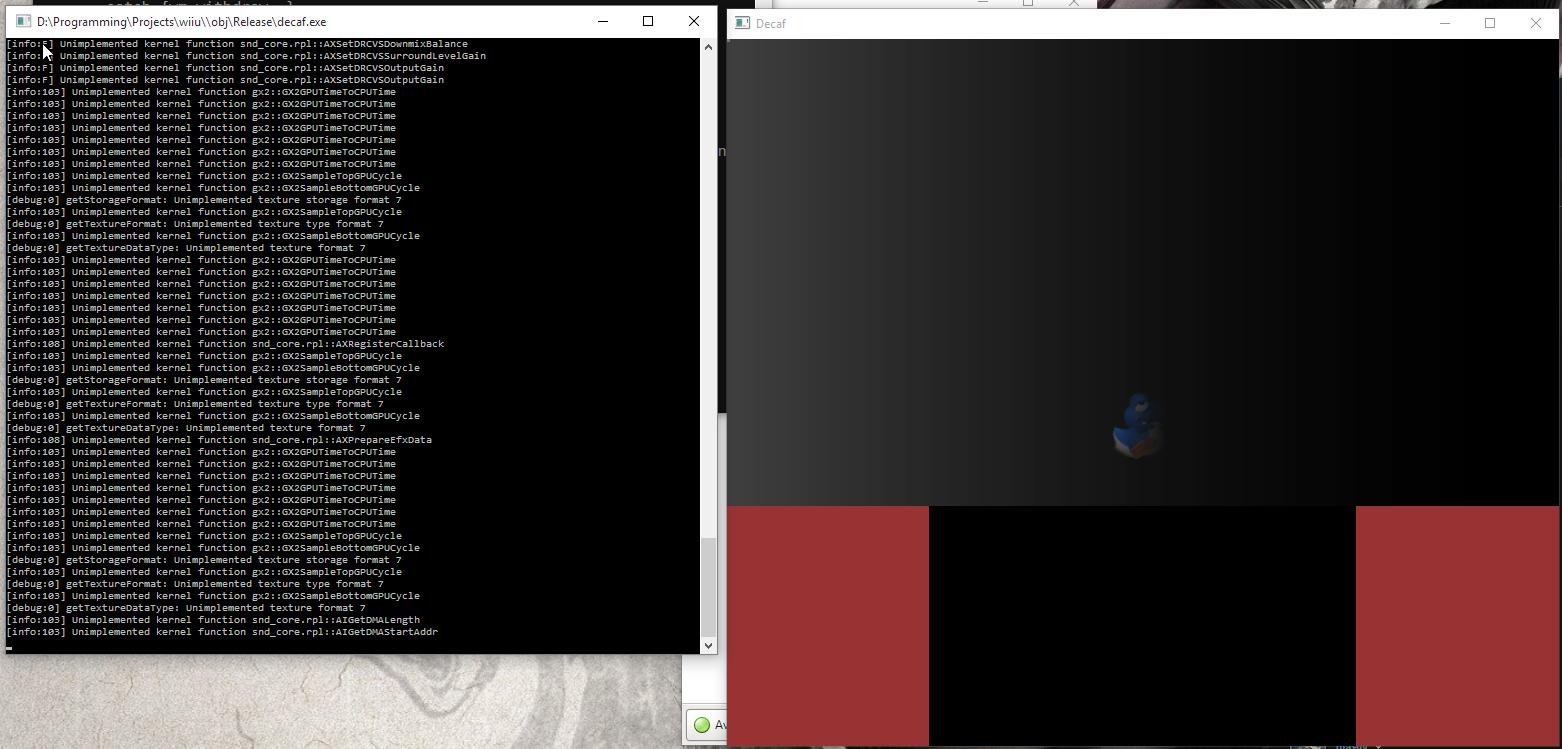 catch (vm withdraw )
D:\Programming\Projects\wiiu\\obj\Release\decaf.exe
Decaf
[info:F] Unimplemented kernel function snd_core.rpl::AXSetDRCVSDownmixBalance
[info:F] Unimplemented kernel function snd_core.rpl::AXSetDRCVSSurroundLevelGain
[info:F] Unimplemented kernel function snd_core.rpl::AXSetDRCVSOutputGain
[info:F] Unimplemented kernel function snd_core.rpl::AXSetDRCVSOutputGain
[info:103] Unimplemented kernel function gx2::GX2GPUTimeToCPUTime
[info:103] Unimplemented kernel function gx2::GX2GPUTimeToCPUTime
[info:103] Unimplemented kernel function gx2::GX2GPUTimeToCPUTime
[info:103] Unimplemented kernel function gx2::GX2GPUTimeToCPUTime
[info:103] Unimplemented kernel function gx2::GX2GPUTimeToCPUTime
[info:103] Unimplemented kernel function gx2::GX2GPUTimeToCPUTime
[info:103] Unimplemented kernel function gx2::GX2GPUTimeToCPUTime
[info:103] Unimplemented kernel function gx2::GX2SampleTopGPUCycle
[info:103] Unimplemented kernel function gx2::GX2SampleBottomGPUCycle
[debug:0] getStorageFormat: Unimplemented texture storage format 7
[info:103] Unimplemented kernel function gx2::GX2SampleTopGPUCycle
[debug:0] getTextureFormat: Unimplemented texture type format 7
[info:103] Unimplemented kernel function gx2::GX2SampleBottomGPUCycle
[debug:0] getTextureDataType: Unimplemented texture format 7
[info:103] Unimplemented kernel function gx2::GX2GPUTimeToCPUTime
[info:103] Unimplemented kernel function gx2::GX2GPUTimeToCPUTime
[info:103] Unimplemented kernel function gx2::GX2GPUTimeToCPUTime
[info:103] Unimplemented kernel function gx2::GX2GPUTimeToCPUTime
[info:103] Unimplemented kernel function gx2::GX2GPUTimeToCPUTime
[info:103] Unimplemented kernel function gx2::GX2GPUTimeToCPUTime
[info:103] Unimplemented kernel function gx2::GX2GPUTimeToCPUTime
[info:108] Unimplemented kernel function snd_core.rpl::AXRegisterCallback
[info:103] Unimplemented kernel function gx2::GX2SampleTopGPUCycle
[info:103] Unimplemented kernel function gx2::GX2SampleBottomGPUCycle
[debug:0] getStorageFormat: Unimplemented texture storage format 7
[info:103] Unimplemented kernel function gx2::GX2SampleTopGPUCycle
[debug:0] getTextureFormat: Unimplemented texture type format 7
[info:103] Unimplemented kernel function gx2::GX2SampleBottomGPUCycle
[debug:0] getTextureDataType: Unimplemented texture format 7
[info:108] Unimplemented kernel function snd_core.rpl::AXPrepareEfxData
[info:103] Unimplemented kernel function gx2::GX2GPUTimeToCPUTime
[info:103] Unimplemented kernel function gx2::GX2GPUTimeToCPUTime
[info:103] Unimplemented kernel function gx2::GX2GPUTimeToCPUTime
[info:103] Unimplemented kernel function gx2::GX2GPUTimeToCPUTime
[info:103] Unimplemented kernel function gx2::GX2GPUTimeToCPUTime
[info:103] Unimplemented kernel function gx2::GX2GPUTimeToCPUTime
[info:103] Unimplemented kernel function gx2::GX2GPUTimeToCPUTime
[info:103] Unimplemented kernel function gx2::GX2SampleTopGPUCycle
[info:103] Unimplemented kernel function gx2::GX2SampleBottomGPUCycle
[debug:0] getStorageFormat: Unimplemented texture storage format 7
[info:103] Unimplemented kernel function gx2::GX2SampleTopGPUCycle
[debug:0] getTextureFormat: Unimplemented texture type format 7
[info:103] Unimplemented kernel function gx2::GX2SampleBottomGPUCycle
[debug:0] getTextureDataType: Unimplemented texture format 7
[info:103] Unimplemented kernel function snd_core.rpl::AIGetDMALength
[info:103] Unimplemented kernel function snd_core.rpl::AIGetDMAStartAddr